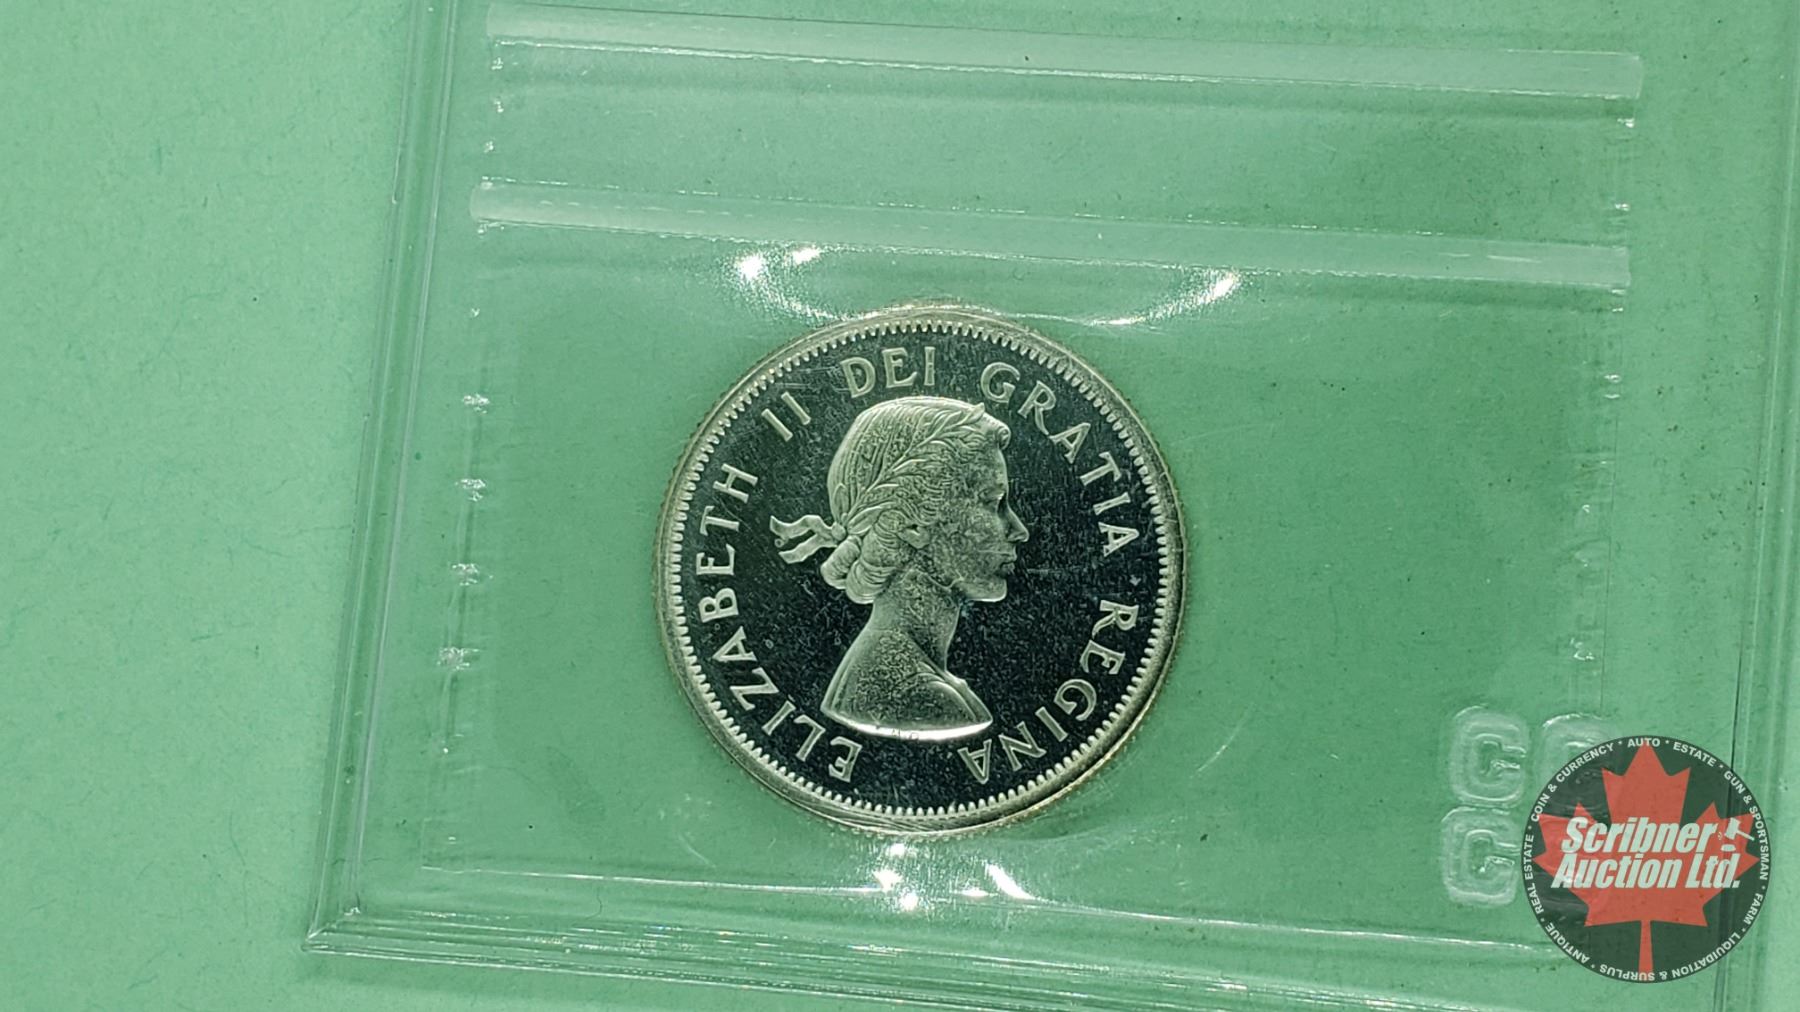 ELIZABETH II DEI GRATIA · REGINA
CC
C
COIN & CURRENCY * AUTO * ESTATE * GUN & SPORTSMAN * FARM * LIQUIDATION & SURPLUS * ANTIQUE * REAL ESTATE *
Scribner
Auction Ltd.